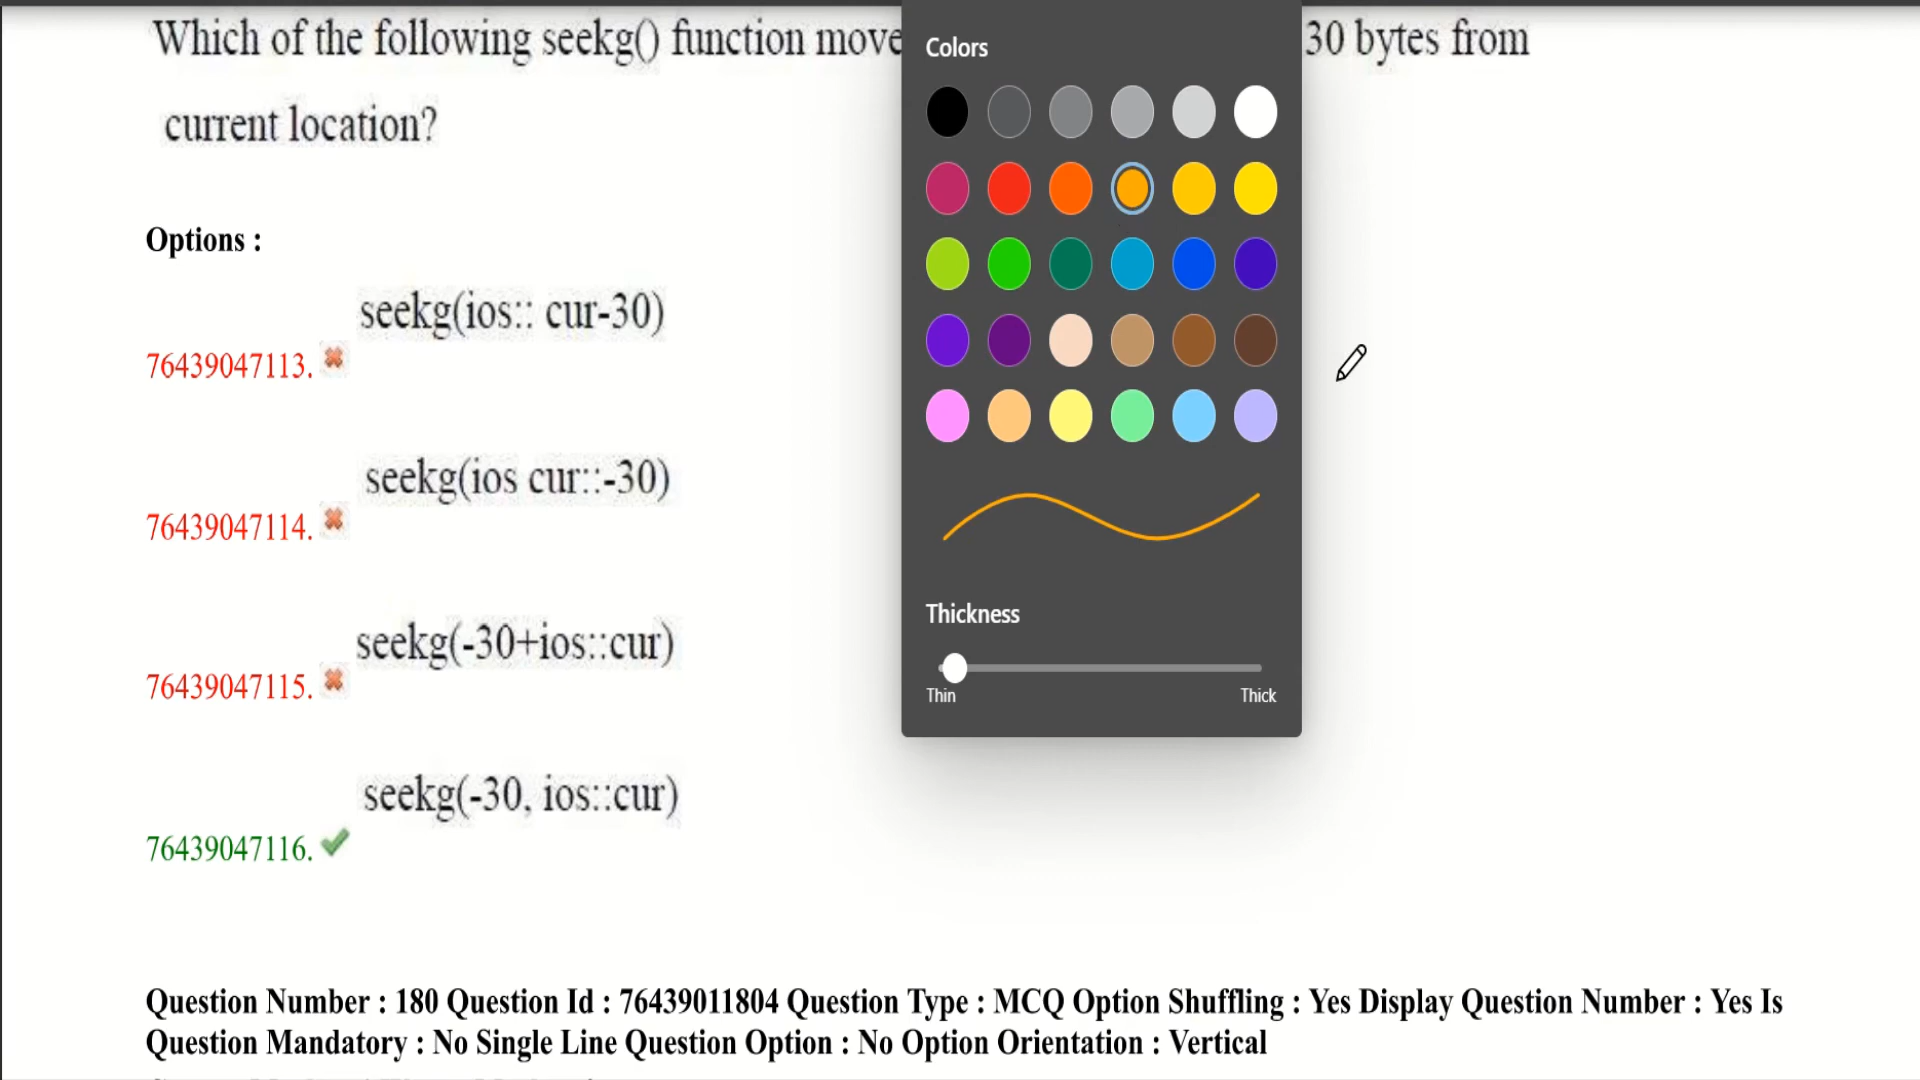 Which of the following seekg() function move 30 bytes from
current location?
Options :
seekg(ios:: cur-30)
76439047113.
seekg(ios cur::-30)
76439047114.
seekg(-30+ios::cur)
76439047115.
seekg(-30, ios::cur)
76439047116.
Question Number : 180 Question Id : 76439011804 Question Type : MCQ Option Shuffling : Yes Display Question Number : Yes Is
Question Mandatory : No Single Line Question Option : No Option Orientation : Vertical
Colors
Thickness
Thin Thick